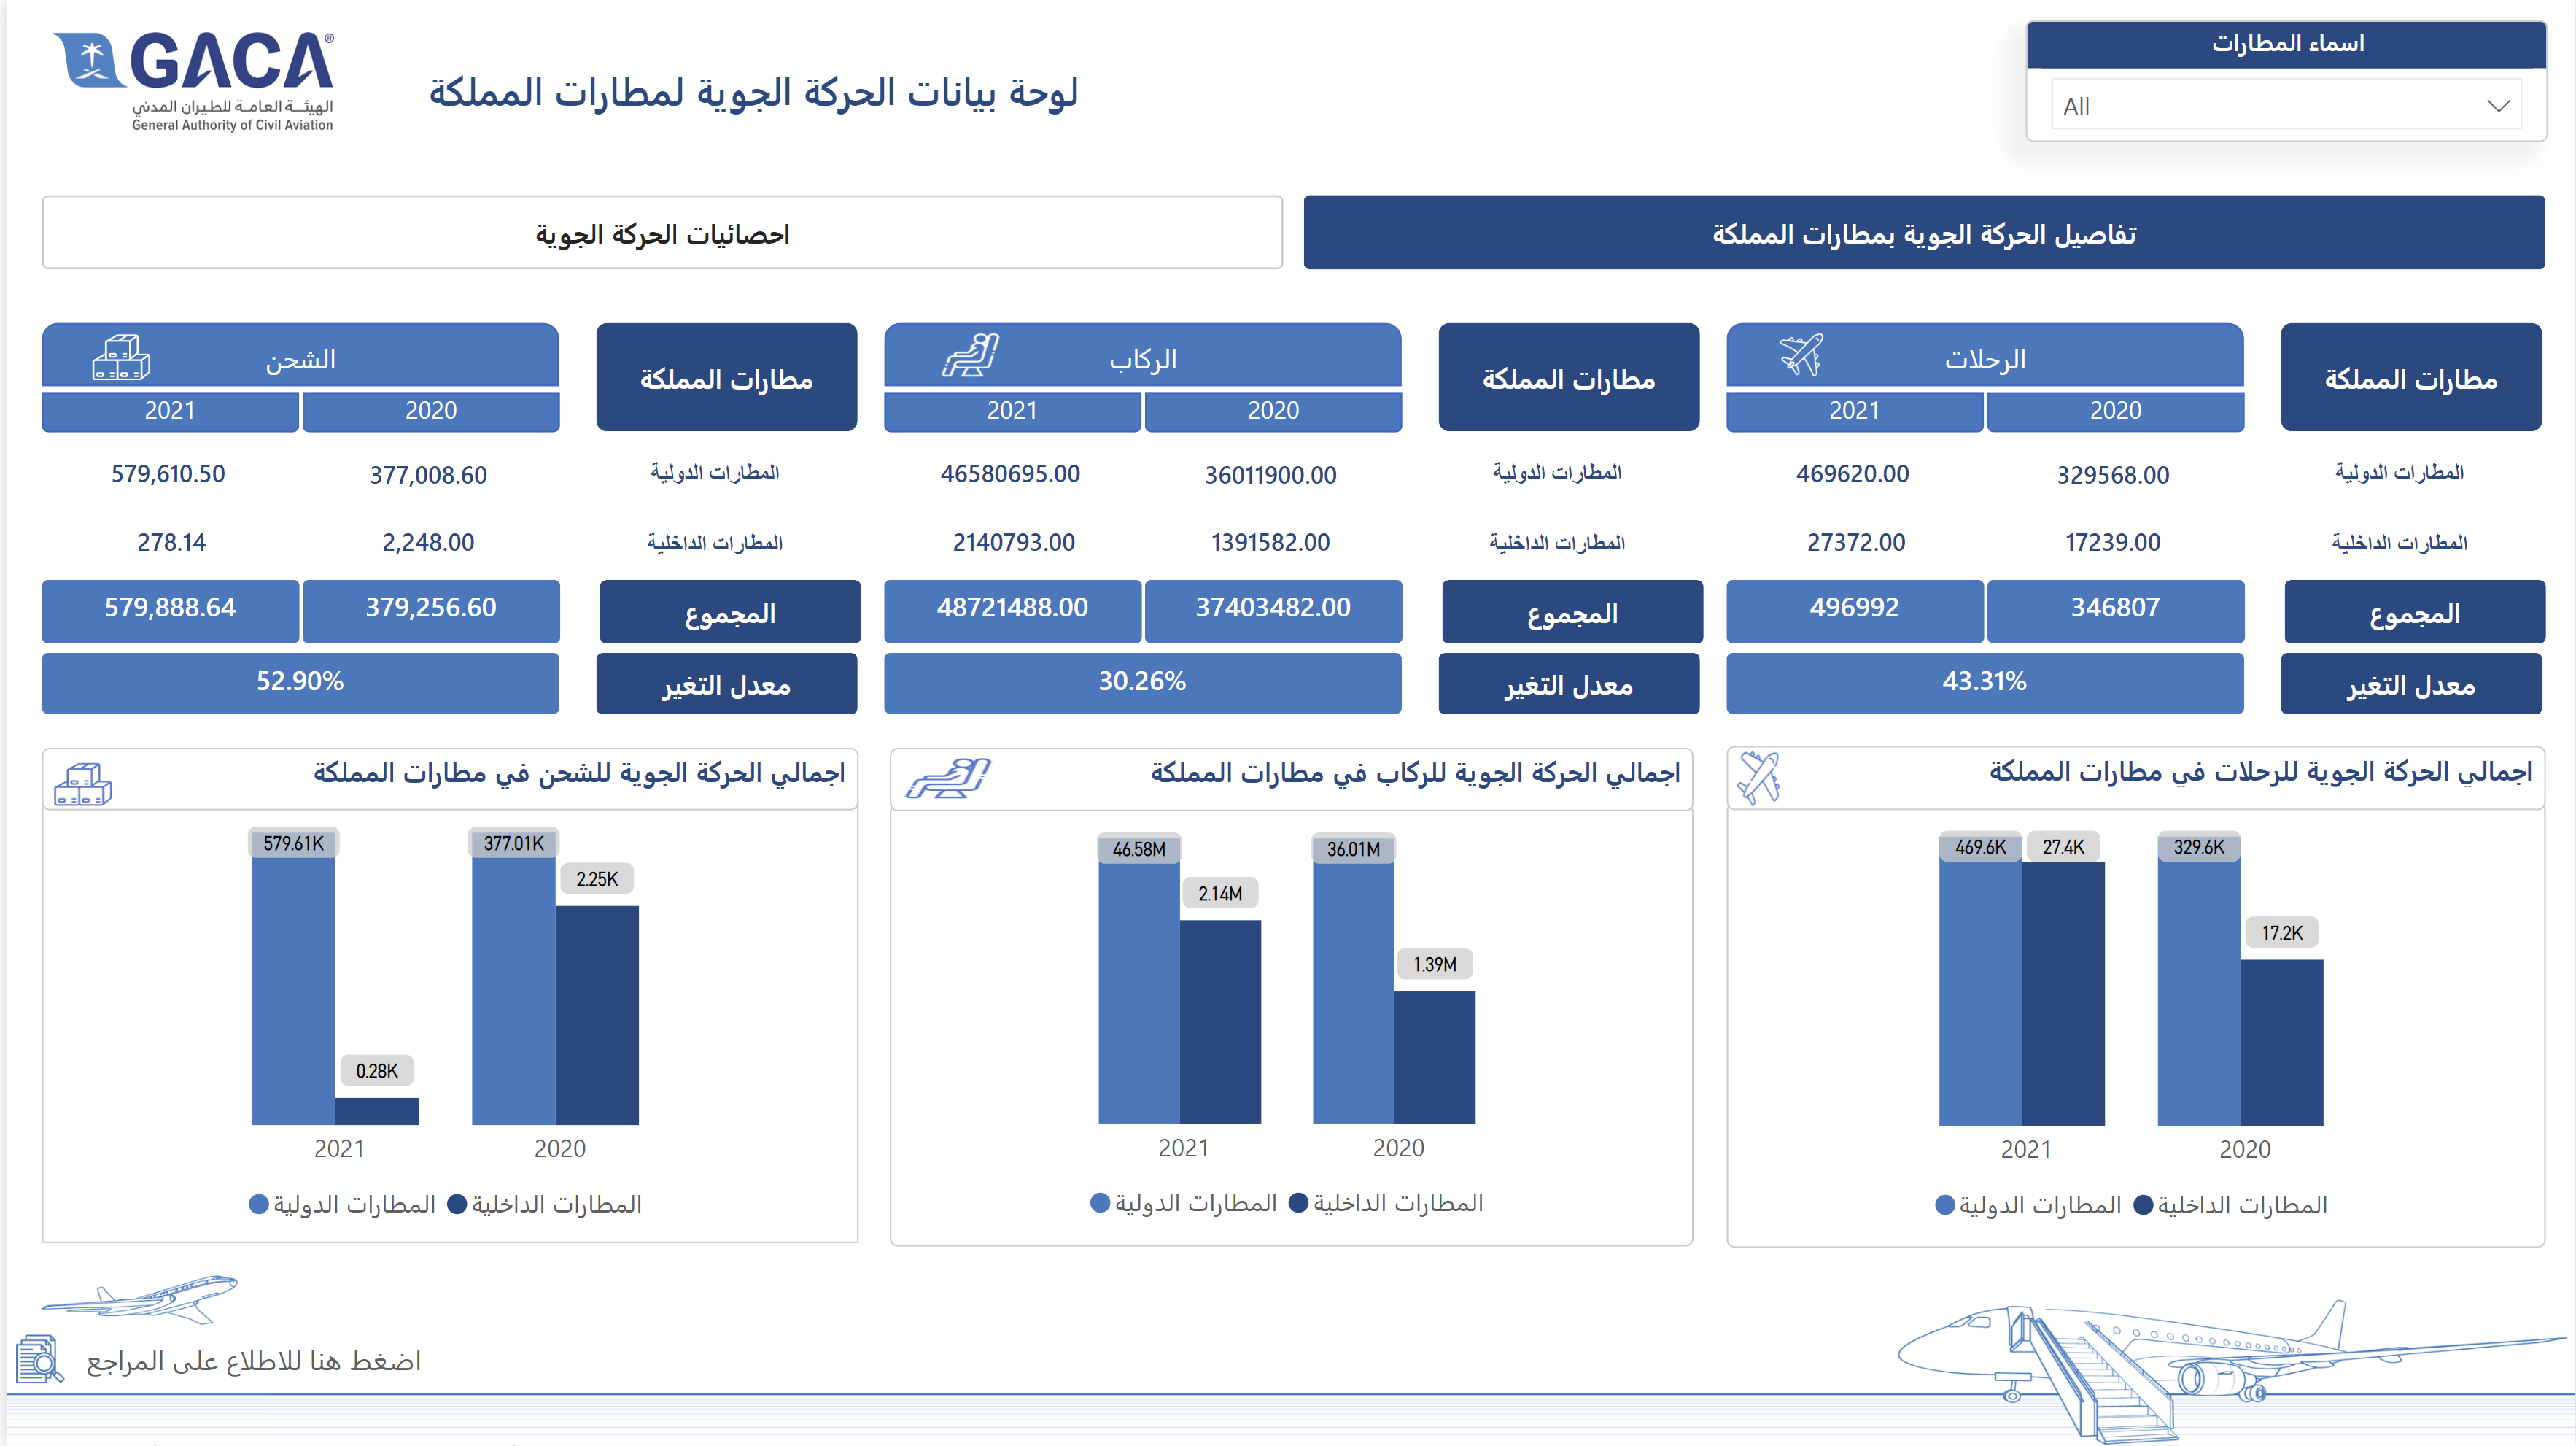 اسماء المطارات
All
لوحة بيانات الحركة الجوية لمطارات المملكة
GACA®
الهيئة العامة للطيران المدني
General Authority of Civil Aviation
تفاصيل الحركة الجوية بمطارات المملكة
احصائيات الحركة الجوية
مطارات المملكة
الرحلات
2020
2021
المطارات الدولية
329568.00
469620.00
المطارات الداخلية
17239.00
27372.00
المجموع
346807
496992
معدل التغير
43.31%
مطارات المملكة
الركاب
2020
2021
المطارات الدولية
36011900.00
46580695.00
المطارات الداخلية
1391582.00
2140793.00
المجموع
37403482.00
48721488.00
معدل التغير
30.26%
مطارات المملكة
الشحن
2020
2021
المطارات الدولية
377,008.60
579,610.50
المطارات الداخلية
2,248.00
278.14
المجموع
379,256.60
579,888.64
معدل التغير
52.90%
اجمالي الحركة الجوية للرحلات في مطارات المملكة
329.6K
17.2K
469.6K
27.4K
2020
2021
المطارات الداخلية
المطارات الدولية
اجمالي الحركة الجوية للركاب في مطارات المملكة
36.01M
1.39M
46.58M
2.14M
2020
2021
المطارات الداخلية
المطارات الدولية
اجمالي الحركة الجوية للشحن في مطارات المملكة
377.01K
2.25K
579.61K
0.28K
2020
2021
المطارات الداخلية
المطارات الدولية
اضغط هنا للاطلاع على المراجع